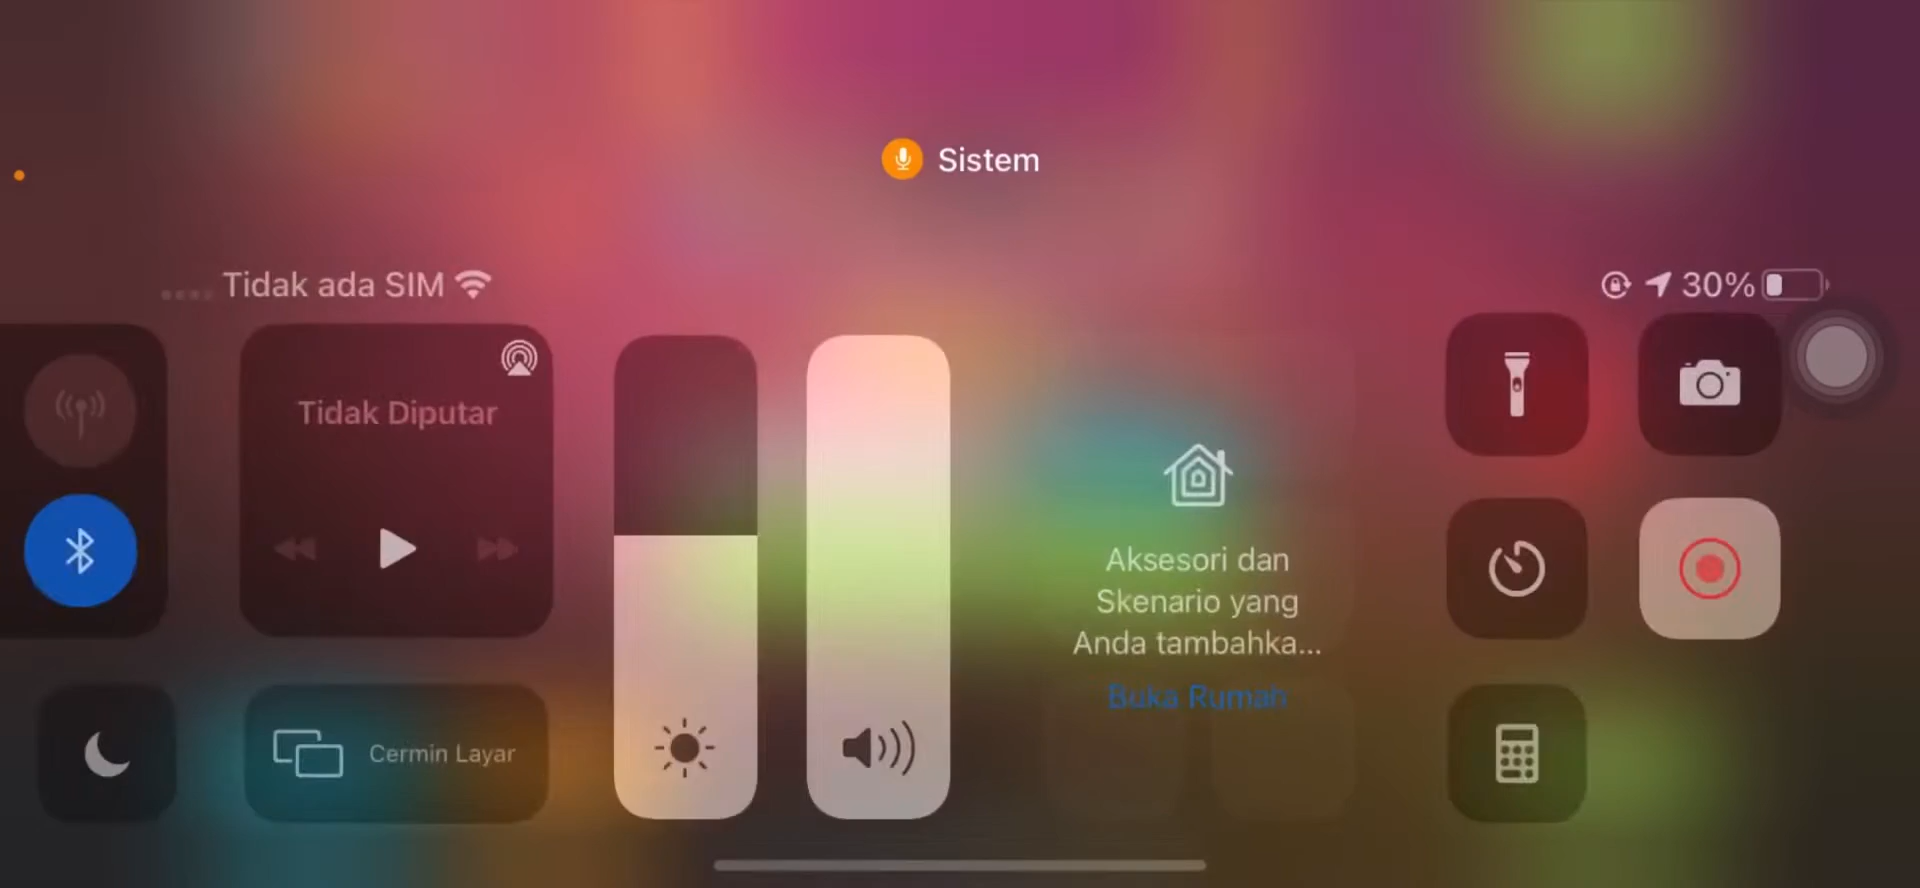 Sistem
Tidak ada SIM
30%
Tidak Diputar
Aksesori dan
Skenario yang
Anda tambahka...
Buka Rumah
Cermin Layar